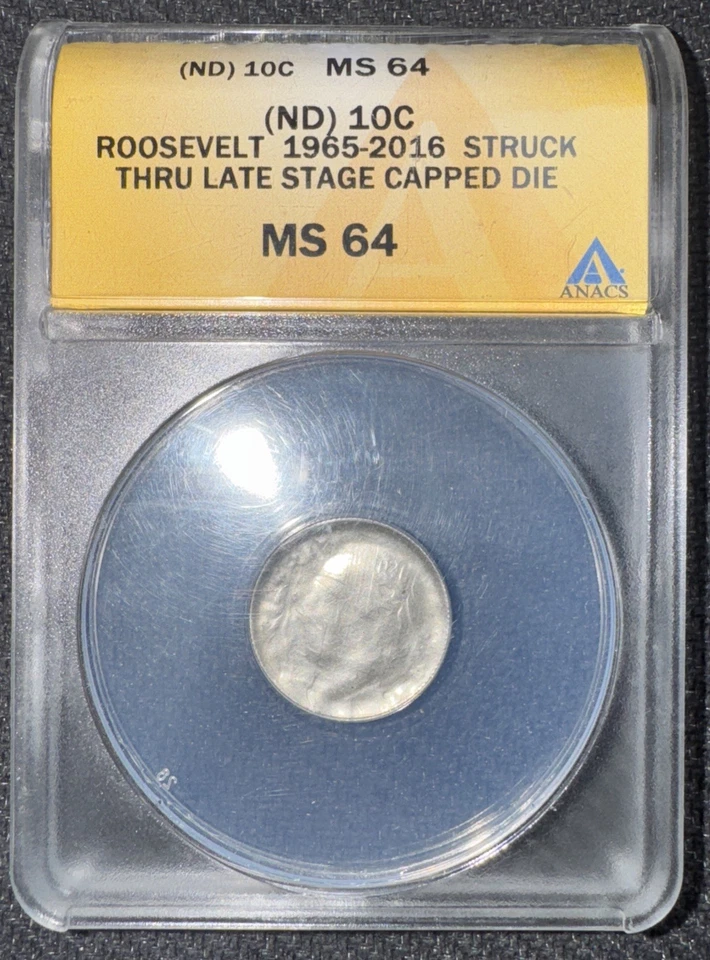 (ND) 10C MS 64
(ND) 10C
ROOSEVELT 1965-2016 STRUCK
THRU LATE STAGE CAPPED DIE
MS 64
ANACS